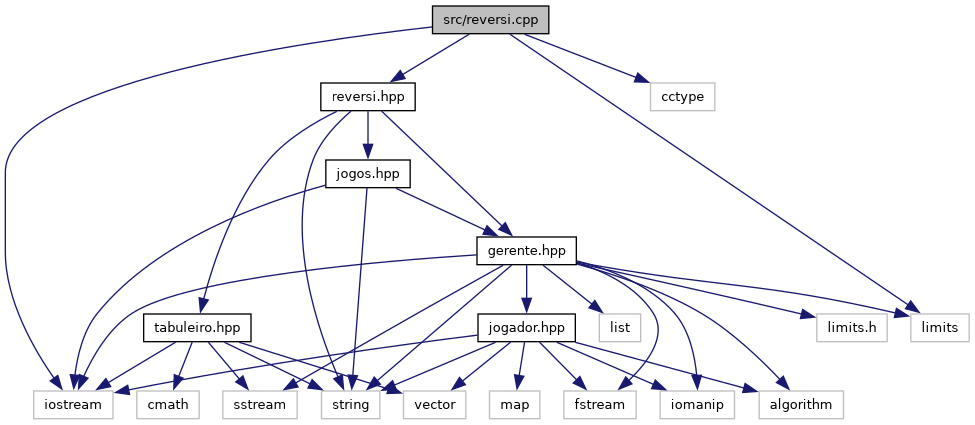 src/reversi.cpp
reversi.hpp
cctype
jogos.hpp
gerente.hpp
tabuleiro.hpp
jogador.hpp
list
limits.h
limits
iostream
cmath
sstream
string
vector
map
fstream
iomanip
algorithm